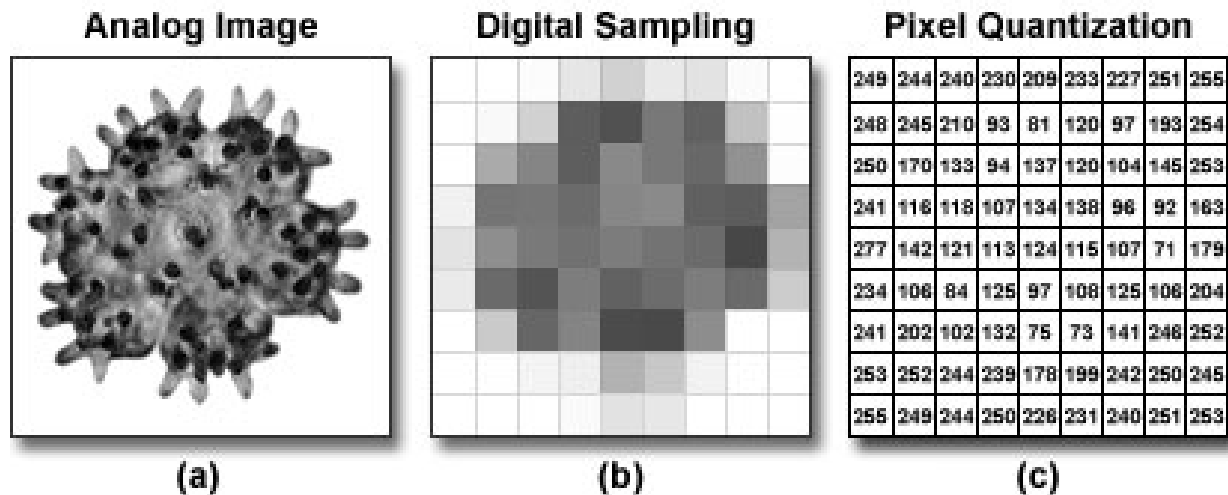 Analog Image
Digital Sampling
Pixel Quantization
249 244 240 230 209 233 227 251 255
248 245 210 93 81 120 97 193 254
250 170 133 94 137 120 104 145 253
241 116 118 107 134 138 96 92 163
277 142 121 113 124 115 107 71 179
234 106 84 125 97 108 125 106 204
241 202 102 132 75 73 141 246 252
253 252 244 239 178 199 242 250 245
255 249 244 250 226 231 240 251 253
(a)
(b)
(c)